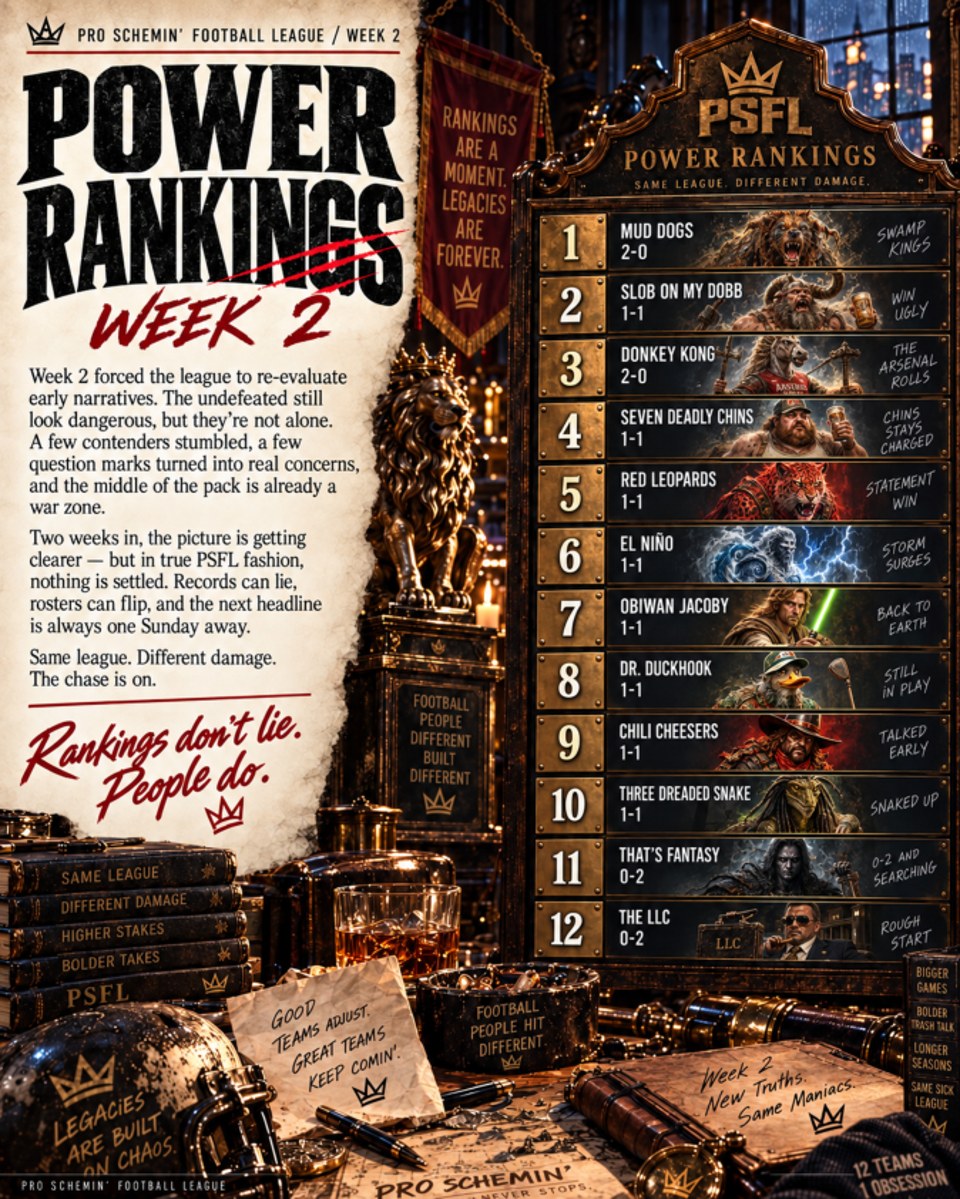 PRO SCHEMIN' FOOTBALL LEAGUE / WEEK 2
POWER
RANKINGS
WEEK 2
Week 2 forced the league to re-evaluate
early narratives. The undefeated still
look dangerous, but they're not alone.
A few contenders stumbled, a few
question marks turned into real concerns,
and the middle of the pack is already a
war zone.
Two weeks in, the picture is getting
clearer — but in true PSFL fashion,
nothing is settled. Records can lie,
rosters can flip, and the next headline
is always one Sunday away.
Same league. Different damage.
The chase is on.
Rankings don't lie.
People do.
RANKINGS
ARE A
MOMENT.
LEGACIES
ARE
FOREVER.
PSFL
POWER RANKINGS
SAME LEAGUE. DIFFERENT DAMAGE.
1
MUD DOGS
2-0
SWAMP
KINGS
2
SLOB ON MY DOBB
1-1
WIN
UGLY
3
DONKEY KONG
2-0
THE
ARSENAL
ROLLS
4
SEVEN DEADLY CHINS
1-1
CHINS
STAYS
CHARGED
5
RED LEOPARDS
1-1
STATEMENT
WIN
6
EL NIÑO
1-1
STORM
SURGES
7
OBIWAN JACOBY
1-1
BACK TO
EARTH
8
DR. DUCKHOOK
1-1
STILL
IN PLAY
9
CHILI CHEESERS
1-1
TALKED
EARLY
10
THREE DREADED SNAKE
1-1
SNAKED UP
11
THAT'S FANTASY
0-2
0-2 AND
SEARCHING
12
THE LLC
0-2
LLC
ROUGH
START
FOOTBALL
PEOPLE
DIFFERENT
BUILT
DIFFERENT
SAME LEAGUE
DIFFERENT DAMAGE
HIGHER STAKES
BOLDER TAKES
PSFL
GOOD
TEAMS ADJUST.
GREAT TEAMS
KEEP COMIN'.
FOOTBALL
PEOPLE HIT
DIFFERENT.
Week 2
New Truths.
Same Maniacs.
BIGGER
GAMES
BOLDER
TRASH TALK
LONGER
SEASONS
SAME SICK
LEAGUE
LEGACIES
ARE BUILT
ON CHAOS.
PRO SCHEMIN'
NEVER STOPS.
12 TEAMS
1 OBSESSION
PRO SCHEMIN' FOOTBALL LEAGUE